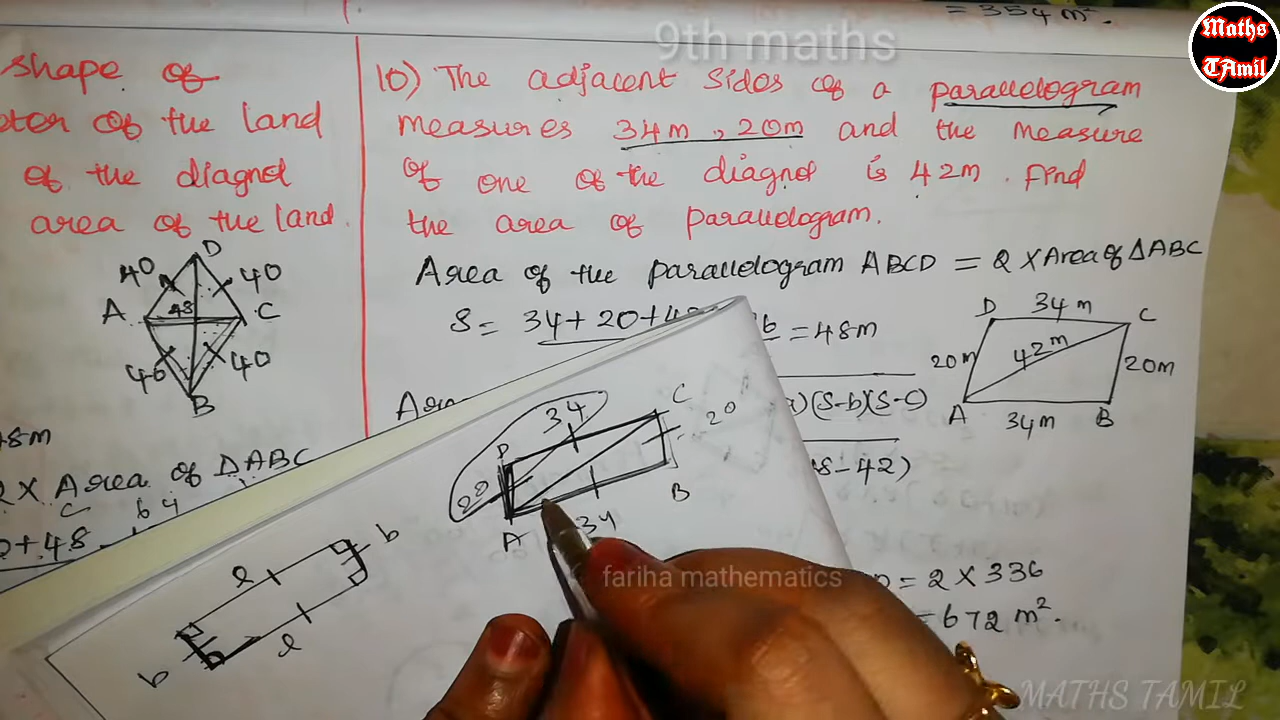 = 354 m².
9th maths
Maths
TAmil
shape of
of the land
of the diagnol
area of the land.
D
40
40
A
48
C
40
40
B
48m
2 X Area of ΔABC
+48
10) The adjacent sides of a parallelogram
measures 34m, 20m and the measure
of one of the diagnol is 42m. Find
the area of parallelogram.
Area of the parallelogram ABCD = 2 X Area of ΔABC
S = 34 + 20 + = 48m
(S-b)(S-C)
-42)
= 2 X 336
= 672 m².
D
34 m
C
20m
42m
20m
A
34m
B
34
C
20
D
20
B
A
34
l
b
l
b
fariha mathematics
MATHS TAMIL